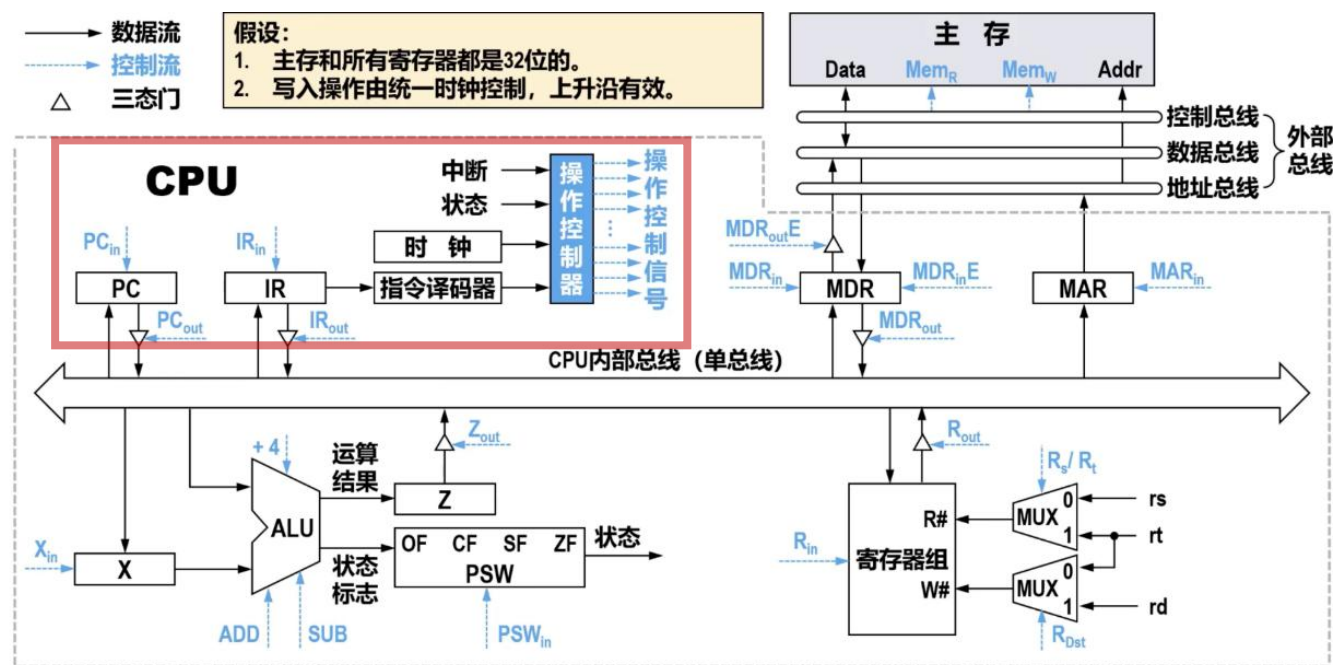 数据流
控制流
三态门
假设：
1. 主存和所有寄存器都是32位的。
2. 写入操作由统一时钟控制，上升沿有效。
主 存
Data MemR MemW Addr
控制总线
数据总线
地址总线
外部
总线
CPU
中断
状态
时 钟
指令译码器
操作控制器
操作控制信号
PCin
IRin
PC
IR
PCout
IRout
MDRoutE
MDRin
MDR
MDRinE
MDRout
MAR
MARin
CPU内部总线（单总线）
+ 4
运算
结果
Zout
Z
ALU
Xin
X
状态
标志
OF CF SF ZF
PSW
状态
ADD
SUB
PSWin
Rout
Rs/ Rt
Rin
寄存器组
R#
W#
MUX
0
1
rs
rt
MUX
0
1
rd
RDst